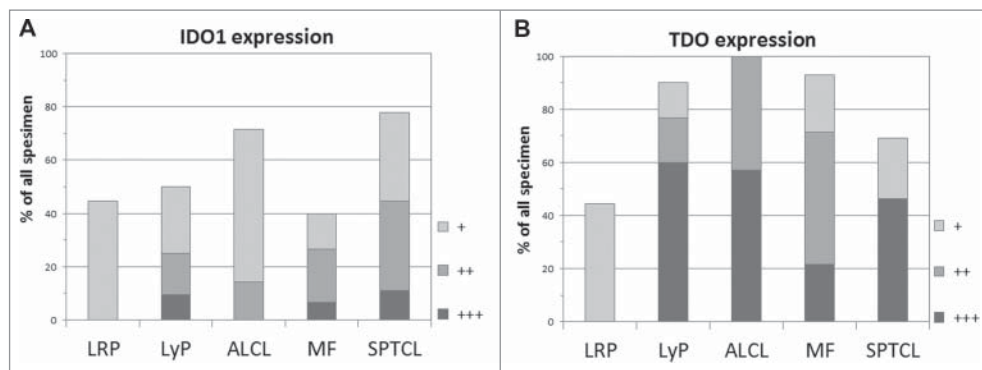 A
IDO1 expression
% of all spesimen
100
80
60
40
20
0
LRP LyP ALCL MF SPTCL
+
++
+++
B
TDO expression
% of all specimen
100
80
60
40
20
0
LRP LyP ALCL MF SPTCL
+
++
+++